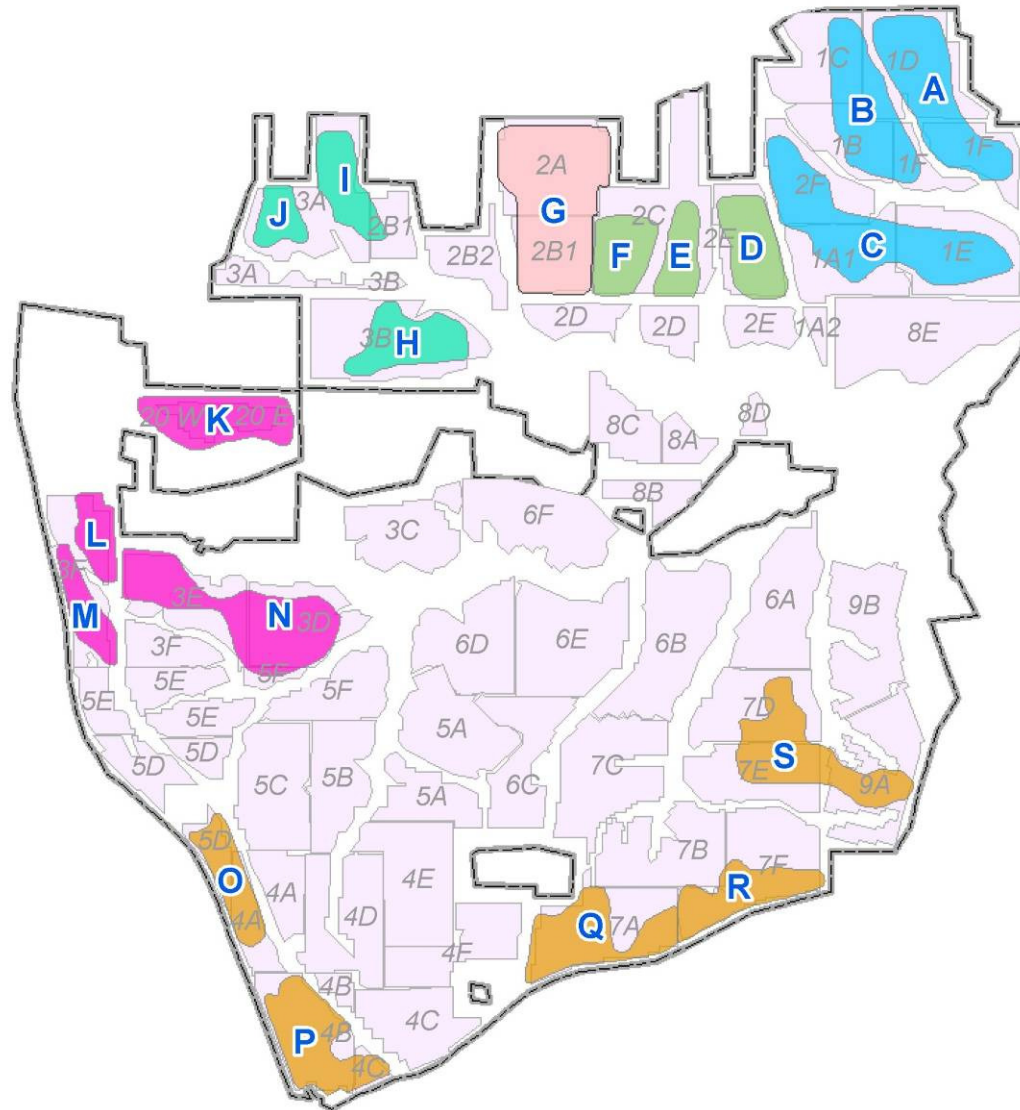 1C
1D
A
B
1B
1F
1F
2F
I
2A
J
3A
G
2C
2B1
F
E
2E
D
C
1A1
1E
2B2
2B1
3A
3B
2D
2D
2E
1A2
8E
3B
H
20 W
K
20 E
8C
8A
8D
8B
L
3C
6F
3F
3E
N
3D
M
3F
5F
6D
6E
6B
6A
9B
5E
5E
5F
5E
5A
7D
5D
5D
5C
5B
6C
7C
7E
S
9A
5A
5D
O
4A
4A
4E
7B
7F
R
4D
4F
Q
7A
4B
P
4B
4C
4C